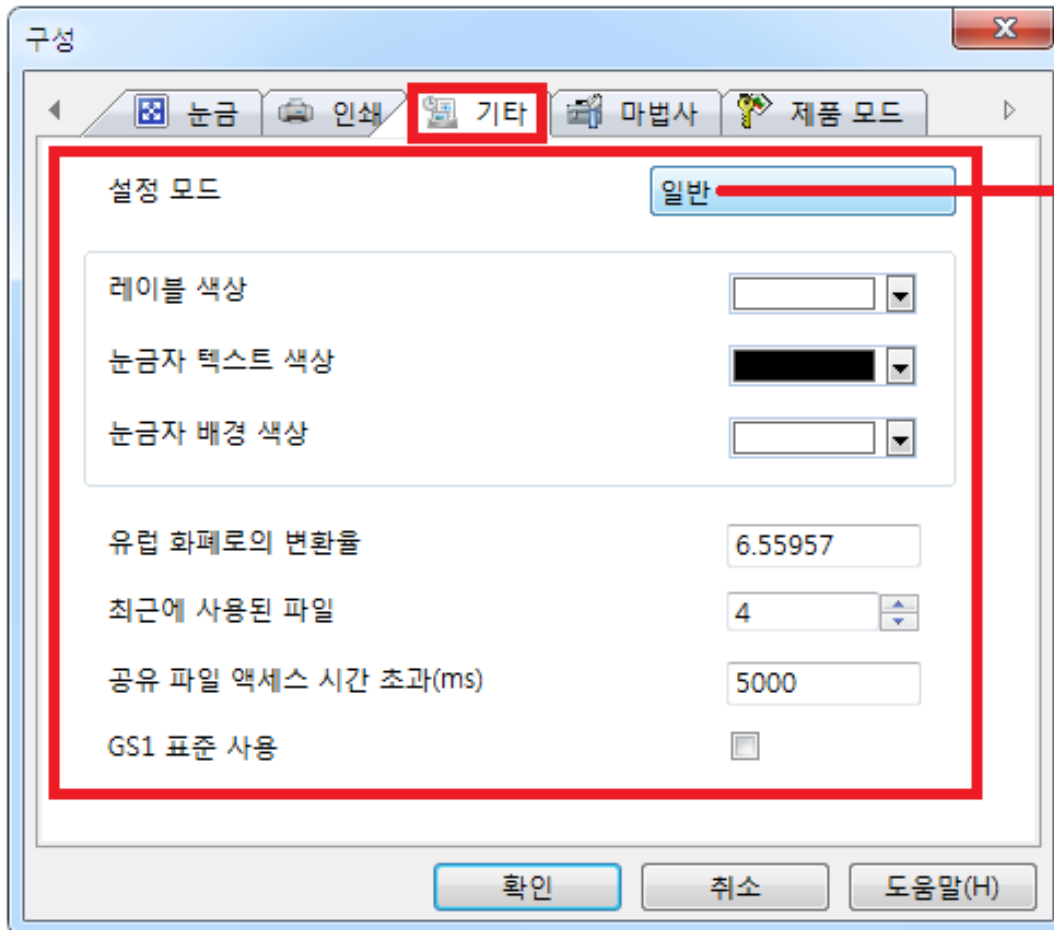 구성
눈금 인쇄 기타 마법사 제품 모드
설정 모드 일반
레이블 색상
눈금자 텍스트 색상
눈금자 배경 색상
유럽 화폐로의 변환율 6.55957
최근에 사용된 파일 4
공유 파일 액세스 시간 초과(ms) 5000
GS1 표준 사용
확인 취소 도움말(H)